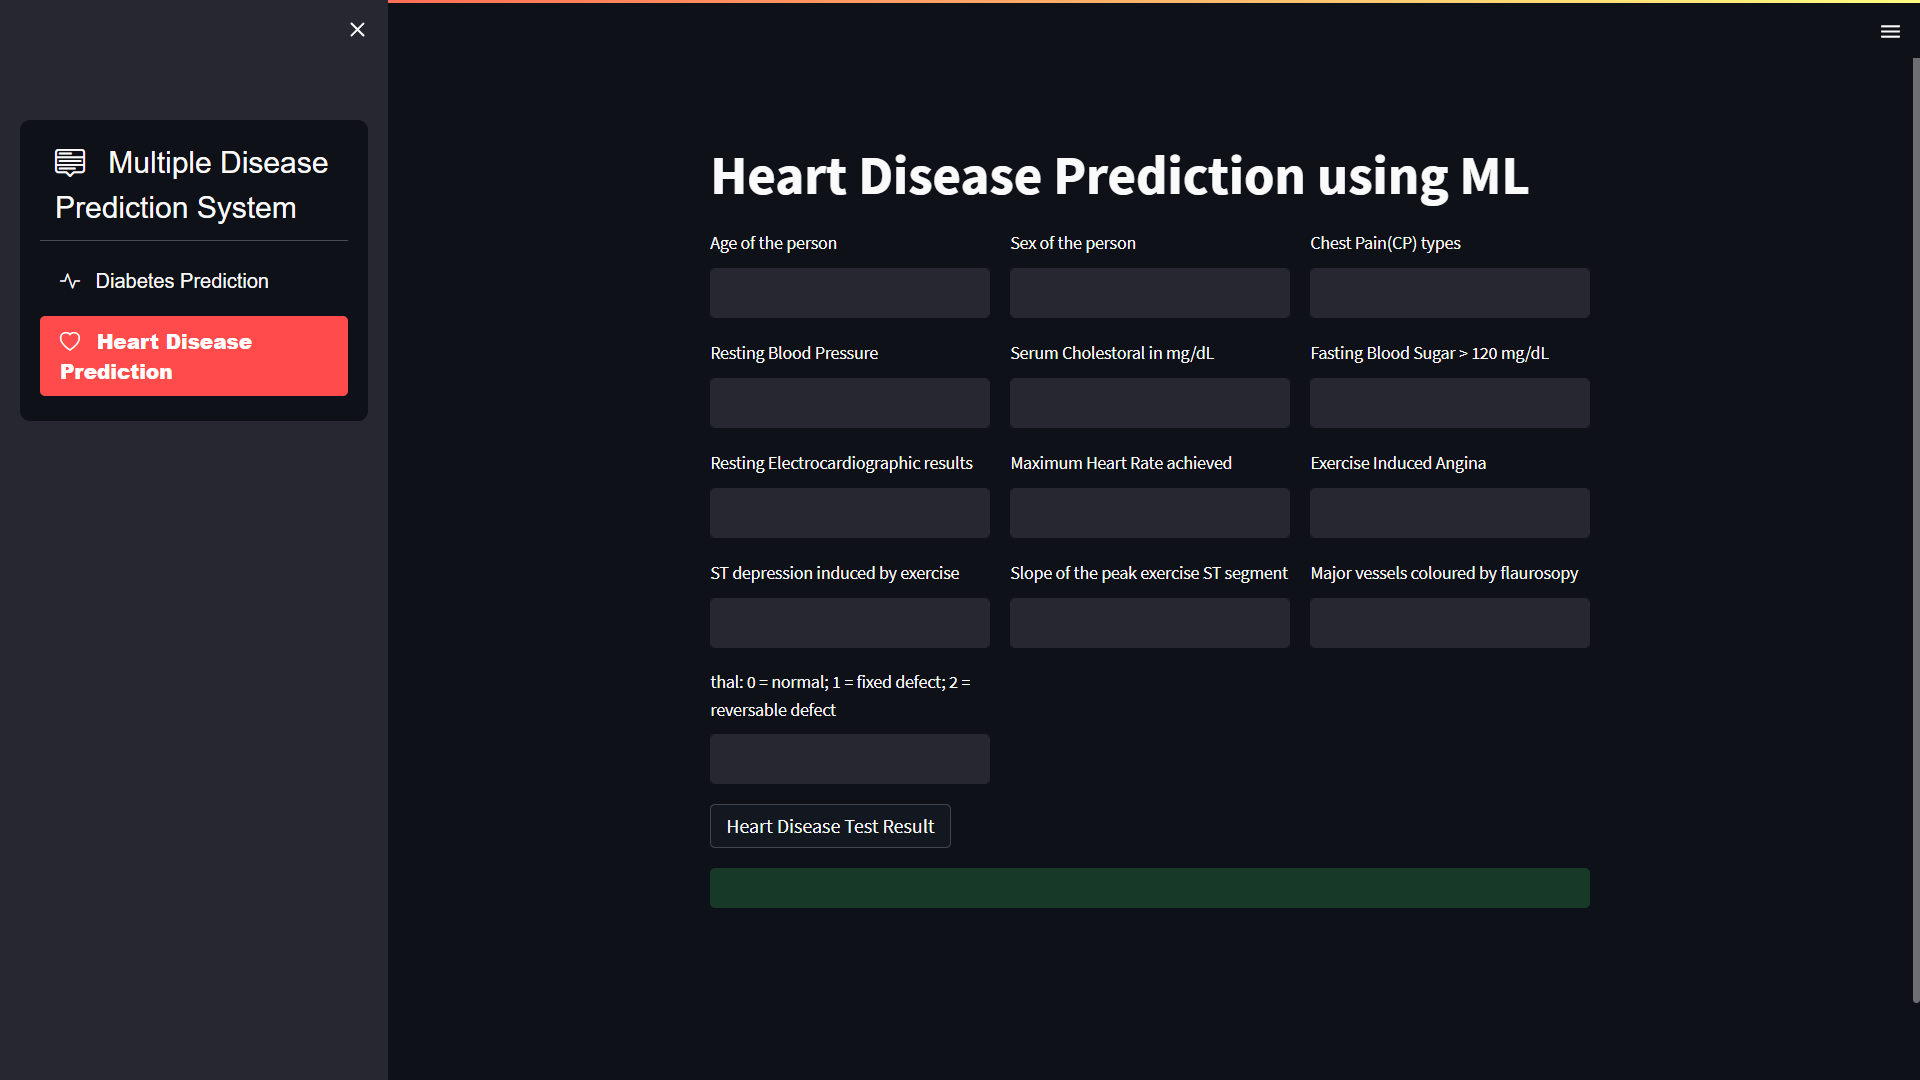 Multiple Disease
Prediction System
Diabetes Prediction
Heart Disease
Prediction
Heart Disease Prediction using ML
Age of the person
Sex of the person
Chest Pain(CP) types
Resting Blood Pressure
Serum Cholestoral in mg/dL
Fasting Blood Sugar > 120 mg/dL
Resting Electrocardiographic results
Maximum Heart Rate achieved
Exercise Induced Angina
ST depression induced by exercise
Slope of the peak exercise ST segment
Major vessels coloured by flaurosopy
thal: 0 = normal; 1 = fixed defect; 2 =
reversable defect
Heart Disease Test Result